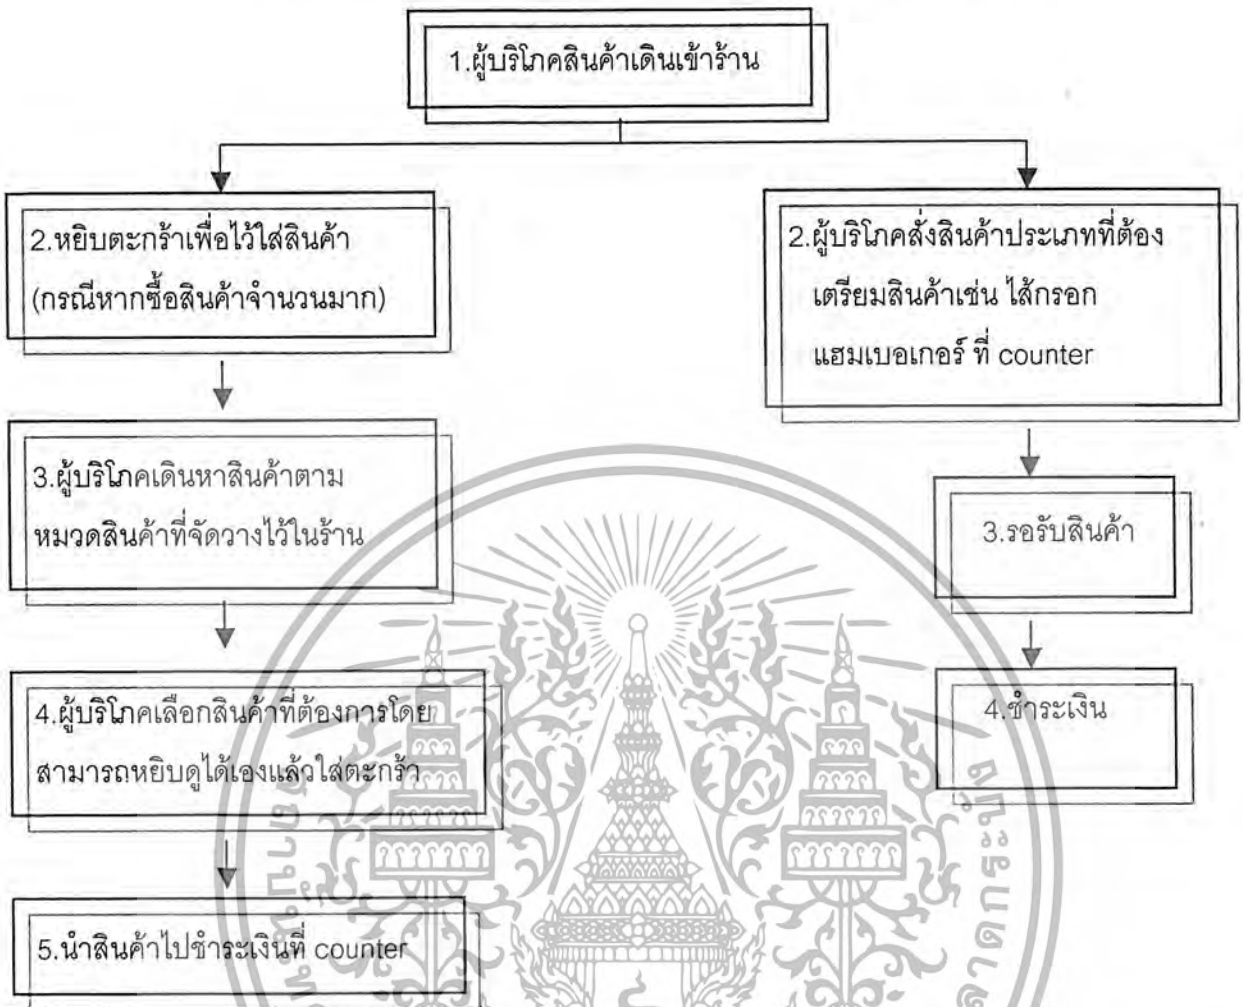 1.ผู้บริโภคสินค้าเดินเข้าร้าน
2.หยิบตะกร้าเพื่อไว้ใส่สินค้า
(กรณีหากซื้อสินค้าจำนวนมาก)
3.ผู้บริโภคเดินหาสินค้าตาม
หมวดสินค้าที่จัดวางไว้ในร้าน
4.ผู้บริโภคเลือกสินค้าที่ต้องการโดย
สามารถหยิบดูได้เองแล้วใส่ตะกร้า
5.นำสินค้าไปชำระเงินที่ counter
2.ผู้บริโภคสั่งสินค้าประเภทที่ต้อง
เตรียมสินค้าเช่น ไส้กรอก
แฮมเบอเกอร์ ที่ counter
3.รอรับสินค้า
4.ชำระเงิน